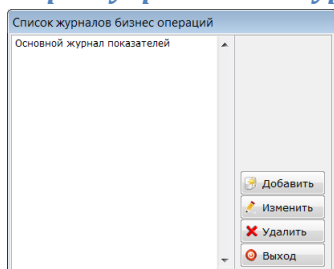 Список журналов бизнес операций
Основной журнал показателей
Добавить
Изменить
Удалить
Выход